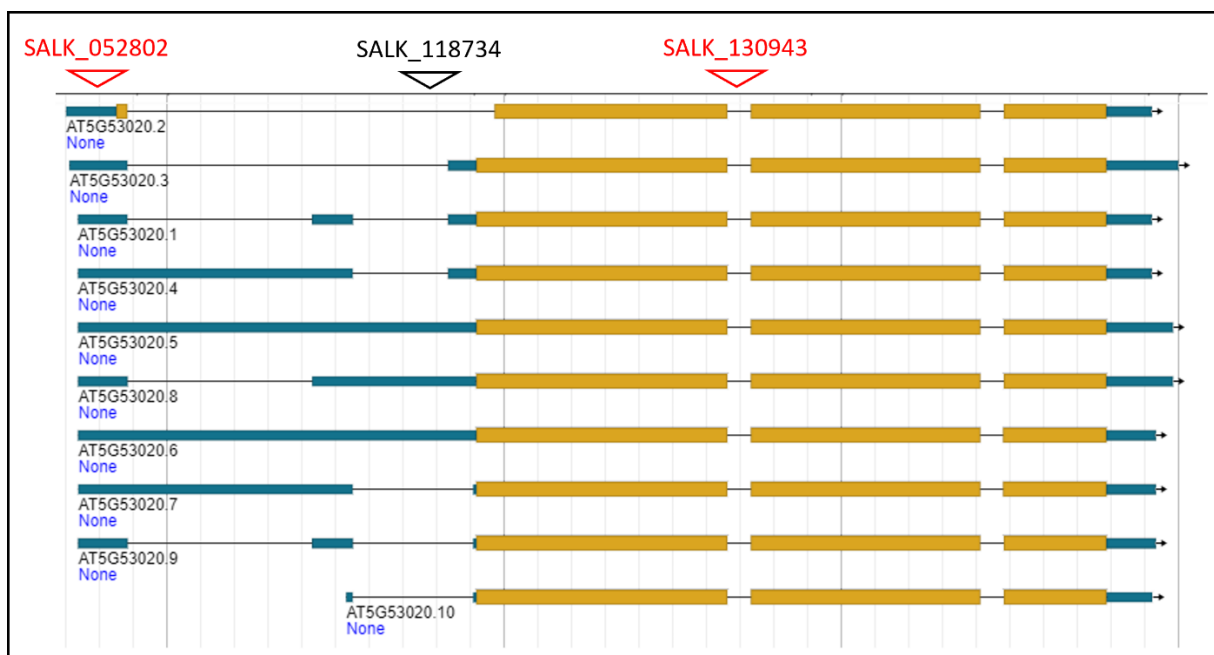 SALK_052802 SALK_118734 SALK_130943
AT5G53020.2
None
AT5G53020.3
None
AT5G53020.1
None
AT5G53020.4
None
AT5G53020.5
None
AT5G53020.8
None
AT5G53020.6
None
AT5G53020.7
None
AT5G53020.9
None
AT5G53020.10
None